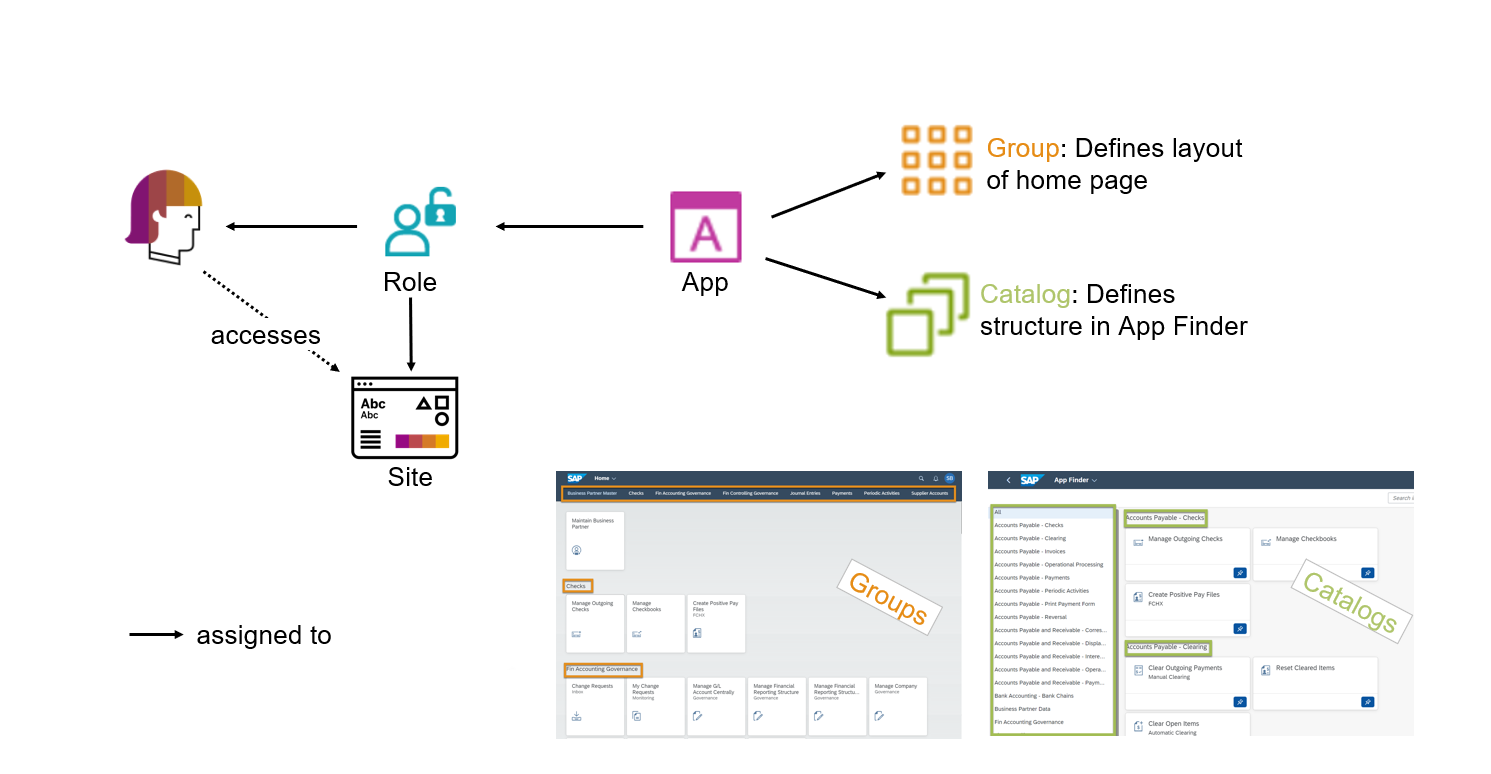 Group: Defines layout
of home page
A
Role
App
Catalog: Defines
structure in App Finder
accesses
Abc
Abc
Site
assigned to
SAP Home SB
Business Partner Master Checks Fin Accounting Governance Fin Controlling Governance Journal Entries Payments Periodic Activities Supplier Accounts
Maintain Business
Partner
Groups
Checks
Manage Outgoing
Checks
Manage
Checkbooks
Create Positive Pay
Files
FCHX
Fin Accounting Governance
Change Requests
Inbox
My Change
Requests
Monitoring
Manage G/L
Account Centrally
Governance
Manage Financial
Reporting Structure
Governance
Manage Financial
Reporting Structu...
Governance
Manage Company
Governance
SAP App Finder
Search
All
Accounts Payable - Checks
Accounts Payable - Clearing
Accounts Payable - Invoices
Accounts Payable - Operational Processing
Accounts Payable - Payments
Accounts Payable - Periodic Activities
Accounts Payable - Print Payment Form
Accounts Payable - Reversal
Accounts Payable and Receivable - Corres...
Accounts Payable and Receivable - Displa...
Accounts Payable and Receivable - Intere...
Accounts Payable and Receivable - Opera...
Accounts Payable and Receivable - Paym...
Bank Accounting - Bank Chains
Business Partner Data
Fin Accounting Governance
Accounts Payable - Checks
Manage Outgoing Checks
Manage Checkbooks
Create Positive Pay Files
FCHX
Catalogs
Accounts Payable - Clearing
Clear Outgoing Payments
Manual Clearing
Reset Cleared Items
Clear Open Items
Automatic Clearing